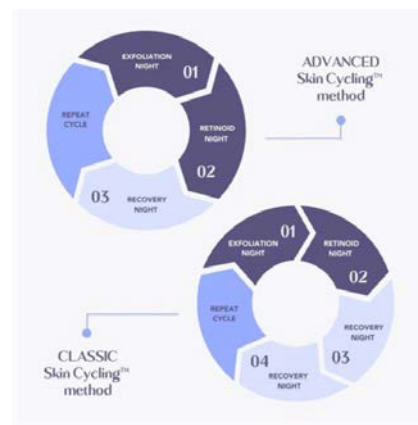 EXFOLIATION
NIGHT
01
ADVANCED
Skin Cycling™
method
REPEAT
CYCLE
RETINOID
NIGHT
02
03
RECOVERY
NIGHT
01
EXFOLIATION
NIGHT
RETINOID
NIGHT
02
REPEAT
CYCLE
RECOVERY
NIGHT
03
04
RECOVERY
NIGHT
CLASSIC
Skin Cycling™
method